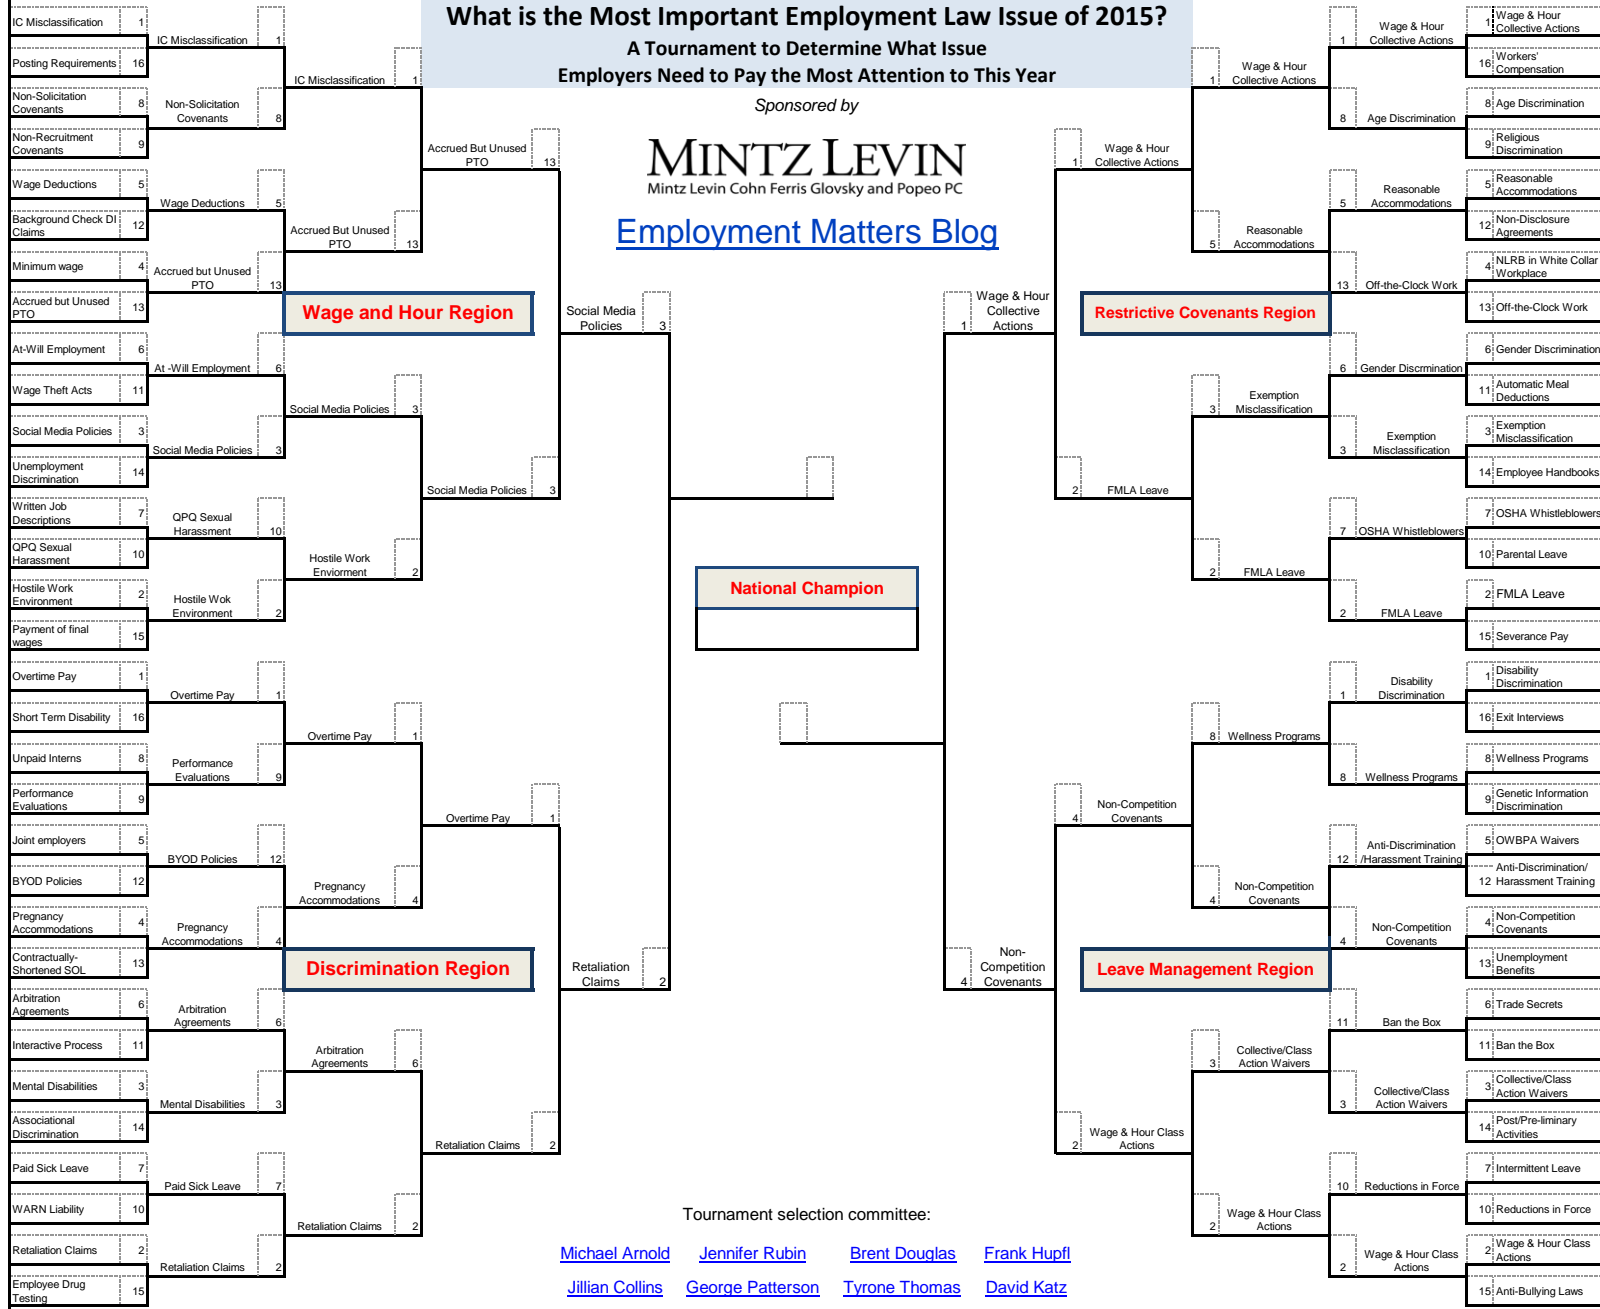 What is the Most Important Employment Law Issue of 2015?
A Tournament to Determine What Issue
Employers Need to Pay the Most Attention to This Year
Sponsored by
MINTZ LEVIN
Mintz Levin Cohn Ferris Glovsky and Popeo PC
Employment Matters Blog
IC Misclassification 1
Posting Requirements 16
Non-Solicitation
Covenants 8
Non-Recruitment
Covenants 9
Wage Deductions 5
Background Check DI
Claims 12
Minimum wage 4
Accrued but Unused
PTO 13
At-Will Employment 6
Wage Theft Acts 11
Social Media Policies 3
Unemployment
Discrimination 14
Written Job
Descriptions 7
QPQ Sexual
Harassment 10
Hostile Work
Environment 2
Payment of final
wages 15
Overtime Pay 1
Short Term Disability 16
Unpaid Interns 8
Performance
Evaluations 9
Joint employers 5
BYOD Policies 12
Pregnancy
Accommodations 4
Contractually-
Shortened SOL 13
Arbitration
Agreements 6
Interactive Process 11
Mental Disabilities 3
Associational
Discrimination 14
Paid Sick Leave 7
WARN Liability 10
Retaliation Claims 2
Employee Drug
Testing 15
IC Misclassification 1
Non-Solicitation
Covenants 8
Wage Deductions 5
Accrued but Unused
PTO 13
At -Will Employment 6
Social Media Policies 3
QPQ Sexual
Harassment 10
Hostile Wok
Environment 2
Overtime Pay 1
Performance
Evaluations 9
BYOD Policies 12
Pregnancy
Accommodations 4
Arbitration
Agreements 6
Mental Disabilities 3
Paid Sick Leave 7
Retaliation Claims 2
IC Misclassification 1
Accrued But Unused
PTO 13
Wage and Hour Region
Social Media Policies 3
Hostile Work
Enviorment 2
Overtime Pay 1
Pregnancy
Accommodations 4
Discrimination Region
Arbitration
Agreements 6
Retaliation Claims 2
Accrued But Unused
PTO 13
Social Media Policies 3
Overtime Pay 1
Retaliation Claims 2
Social Media
Policies 3
Retaliation
Claims 2
National Champion
1 Wage & Hour
Collective
Actions
4 Non-
Competition
Covenants
1 Wage & Hour
Collective Actions
2 FMLA Leave
4 Non-Competition
Covenants
2 Wage & Hour Class
Actions
1 Wage & Hour
Collective Actions
5 Reasonable
Accommodations
Restrictive Covenants Region
3 Exemption
Misclassification
2 FMLA Leave
8 Wellness Programs
4 Non-Competition
Covenants
Leave Management Region
3 Collective/Class
Action Waivers
2 Wage & Hour Class
Actions
1 Wage & Hour
Collective Actions
8 Age Discrimination
5 Reasonable
Accommodations
13 Off-the-Clock Work
6 Gender Discrmination
3 Exemption
Misclassification
7 OSHA Whistleblowers
2 FMLA Leave
1 Disability
Discrimination
8 Wellness Programs
12 Anti-Discrimination
/Harassment Training
4 Non-Competition
Covenants
11 Ban the Box
3 Collective/Class
Action Waivers
10 Reductions in Force
2 Wage & Hour Class
Actions
1 Wage & Hour
Collective Actions
16 Workers'
Compensation
8 Age Discrimination
9 Religious
Discrimination
5 Reasonable
Accommodations
12 Non-Disclosure
Agreements
4 NLRB in White Collar
Workplace
13 Off-the-Clock Work
6 Gender Discrimination
11 Automatic Meal
Deductions
3 Exemption
Misclassification
14 Employee Handbooks
7 OSHA Whistleblowers
10 Parental Leave
2 FMLA Leave
15 Severance Pay
1 Disability
Discrimination
16 Exit Interviews
8 Wellness Programs
9 Genetic Information
Discrimination
5 OWBPA Waivers
12 Anti-Discrimination/
Harassment Training
4 Non-Competition
Covenants
13 Unemployment
Benefits
6 Trade Secrets
11 Ban the Box
3 Collective/Class
Action Waivers
14 Post/Pre-liminary
Activities
7 Intermittent Leave
10 Reductions in Force
2 Wage & Hour Class
Actions
15 Anti-Bullying Laws
Tournament selection committee:
Michael Arnold Jennifer Rubin Brent Douglas Frank Hupfl
Jillian Collins George Patterson Tyrone Thomas David Katz